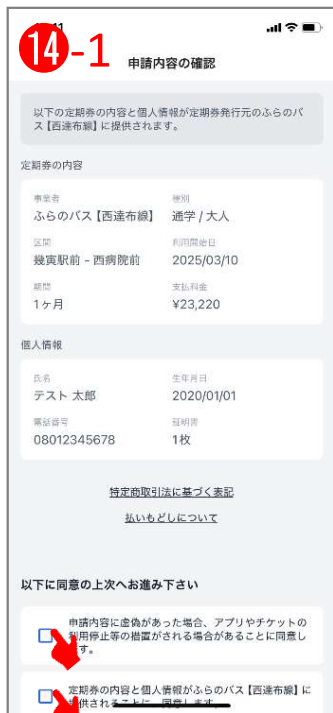 ⓮-1
申請内容の確認
以下の定期券の内容と個人情報が定期券発行元のふらのバ
ス【西達布線】に提供されます。
定期券の内容
事業者
種別
ふらのバス【西達布線】
通学 / 大人
区間
利用開始日
幾寅駅前 - 西病院前
2025/03/10
期間
支払料金
1ヶ月
¥23,220
個人情報
氏名
生年月日
テスト 太郎
2020/01/01
電話番号
証明書
08012345678
1枚
特定商取引法に基づく表記
払いもどしについて
以下に同意の上次へお進み下さい
申請内容に虚偽があった場合、アプリやチケットの
利用停止等の措置がされる場合があることに同意し
ます。
定期券の内容と個人情報がふらのバス【西達布線】に
提供されることに、同意します。